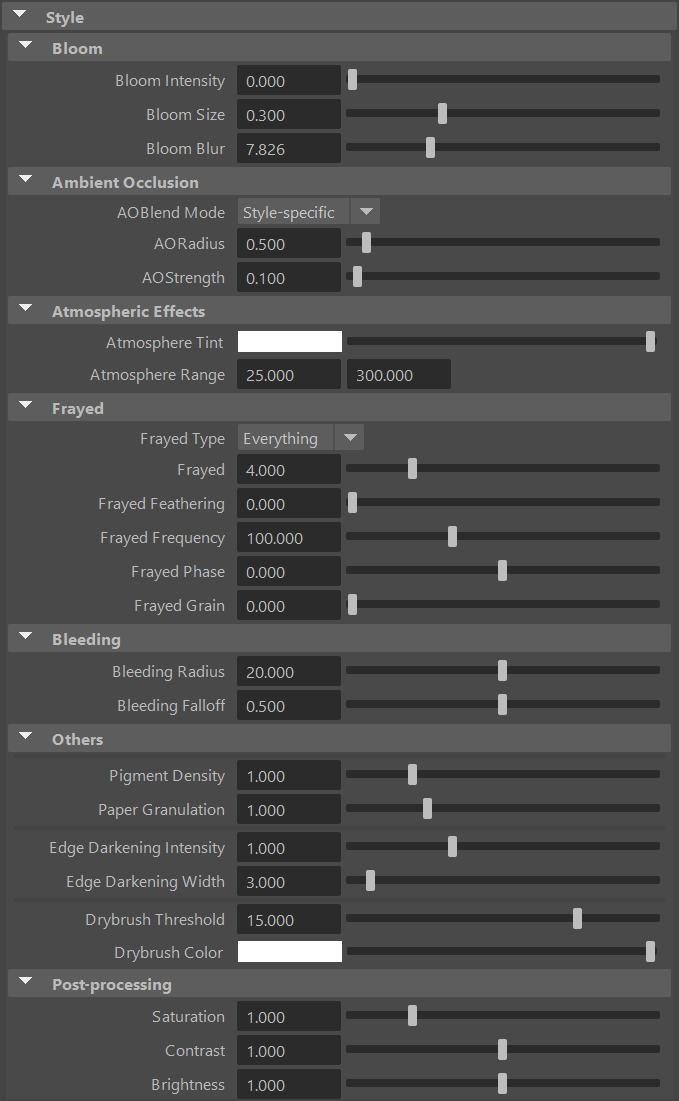 Style
Bloom
Bloom Intensity 0.000
Bloom Size 0.300
Bloom Blur 7.826
Ambient Occlusion
AOBlend Mode Style-specific
AORadius 0.500
AOStrength 0.100
Atmospheric Effects
Atmosphere Tint
Atmosphere Range 25.000 300.000
Frayed
Frayed Type Everything
Frayed 4.000
Frayed Feathering 0.000
Frayed Frequency 100.000
Frayed Phase 0.000
Frayed Grain 0.000
Bleeding
Bleeding Radius 20.000
Bleeding Falloff 0.500
Others
Pigment Density 1.000
Paper Granulation 1.000
Edge Darkening Intensity 1.000
Edge Darkening Width 3.000
Drybrush Threshold 15.000
Drybrush Color
Post-processing
Saturation 1.000
Contrast 1.000
Brightness 1.000